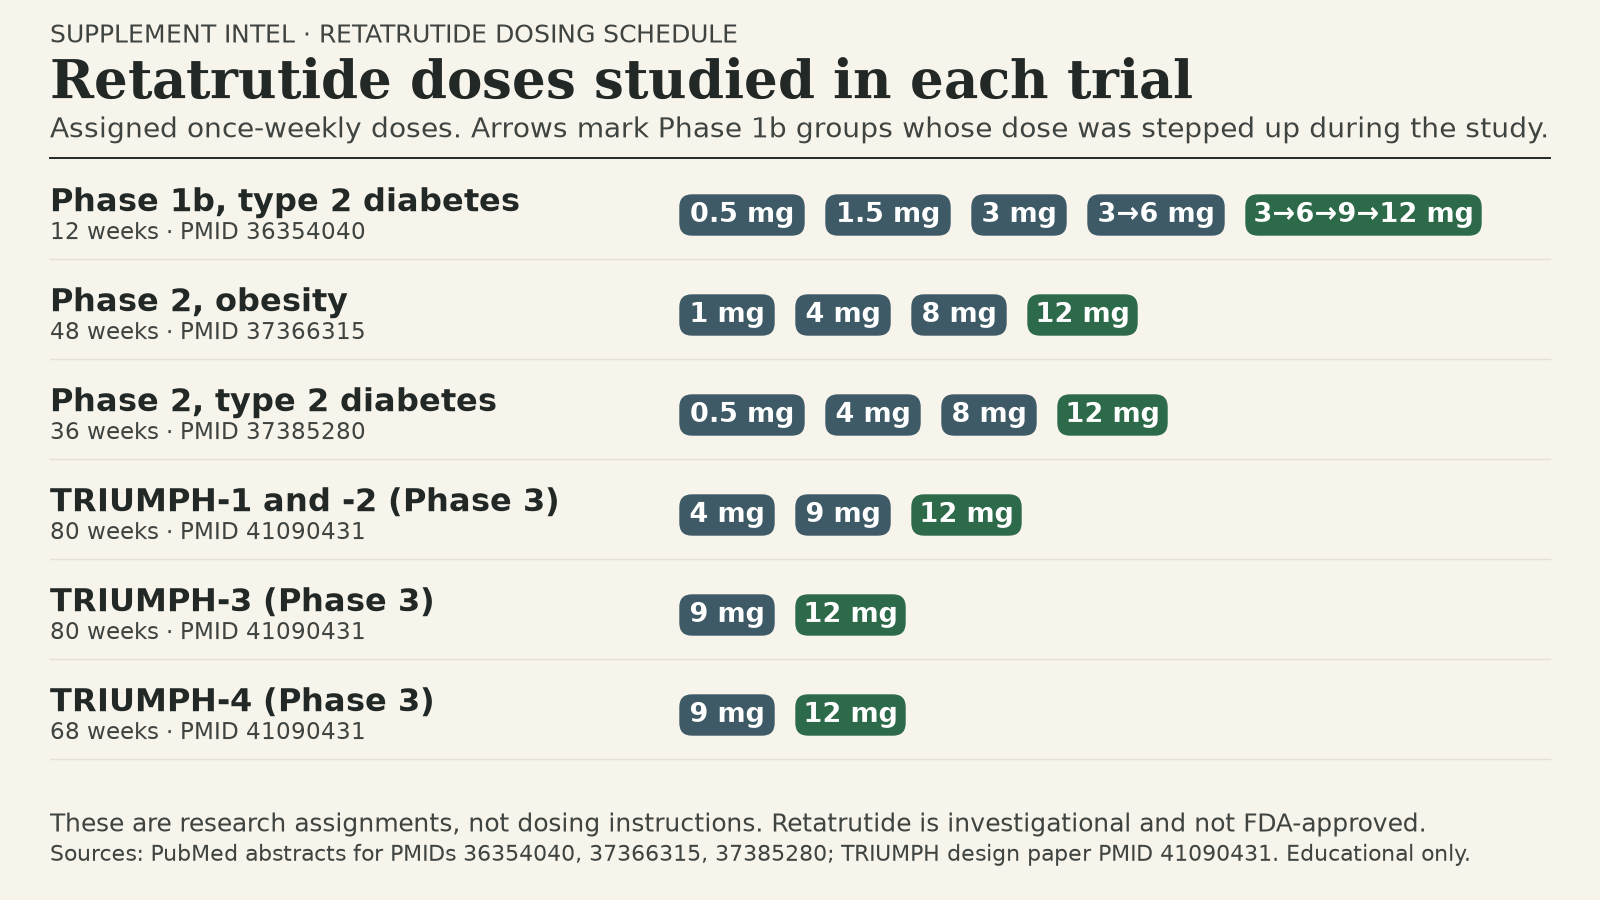 SUPPLEMENT INTEL · RETATRUTIDE DOSING SCHEDULE
Retatrutide doses studied in each trial
Assigned once-weekly doses. Arrows mark Phase 1b groups whose dose was stepped up during the study.
Phase 1b, type 2 diabetes
12 weeks · PMID 36354040
0.5 mg 1.5 mg 3 mg 3→6 mg 3→6→9→12 mg
Phase 2, obesity
48 weeks · PMID 37366315
1 mg 4 mg 8 mg 12 mg
Phase 2, type 2 diabetes
36 weeks · PMID 37385280
0.5 mg 4 mg 8 mg 12 mg
TRIUMPH-1 and -2 (Phase 3)
80 weeks · PMID 41090431
4 mg 9 mg 12 mg
TRIUMPH-3 (Phase 3)
80 weeks · PMID 41090431
9 mg 12 mg
TRIUMPH-4 (Phase 3)
68 weeks · PMID 41090431
9 mg 12 mg
These are research assignments, not dosing instructions. Retatrutide is investigational and not FDA-approved.
Sources: PubMed abstracts for PMIDs 36354040, 37366315, 37385280; TRIUMPH design paper PMID 41090431. Educational only.